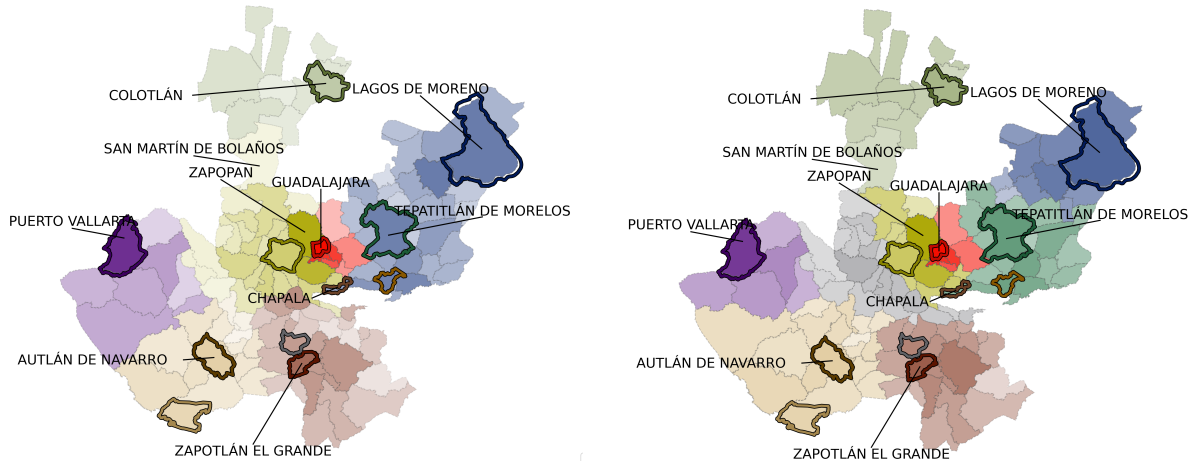 COLOTLÁN
LAGOS DE MORENO
SAN MARTÍN DE BOLAÑOS
ZAPOPAN
GUADALAJARA
PUERTO VALLARTA
TEPATITLÁN DE MORELOS
CHAPALA
AUTLÁN DE NAVARRO
ZAPOTLÁN EL GRANDE
COLOTLÁN
LAGOS DE MORENO
SAN MARTÍN DE BOLAÑOS
ZAPOPAN
GUADALAJARA
PUERTO VALLARTA
TEPATITLÁN DE MORELOS
CHAPALA
AUTLÁN DE NAVARRO
ZAPOTLÁN EL GRANDE